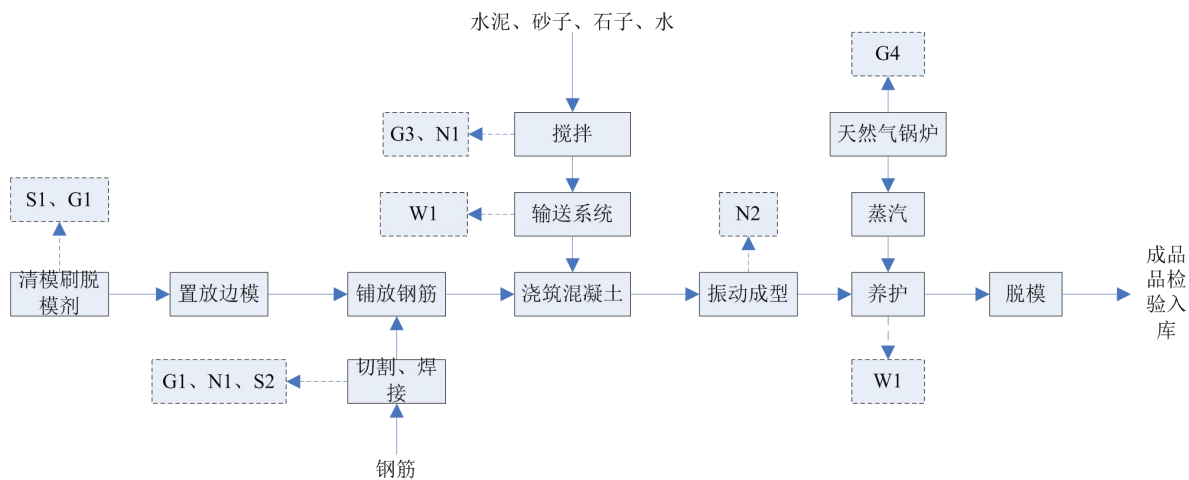 水泥、砂子、石子、水
G4
G3、N1
搅拌
天然气锅炉
S1、G1
W1
输送系统
N2
蒸汽
清模刷脱
模剂
置放边模
铺放钢筋
浇筑混凝土
振动成型
养护
脱模
成品
品检
验入
库
G1、N1、S2
切割、焊
接
W1
钢筋